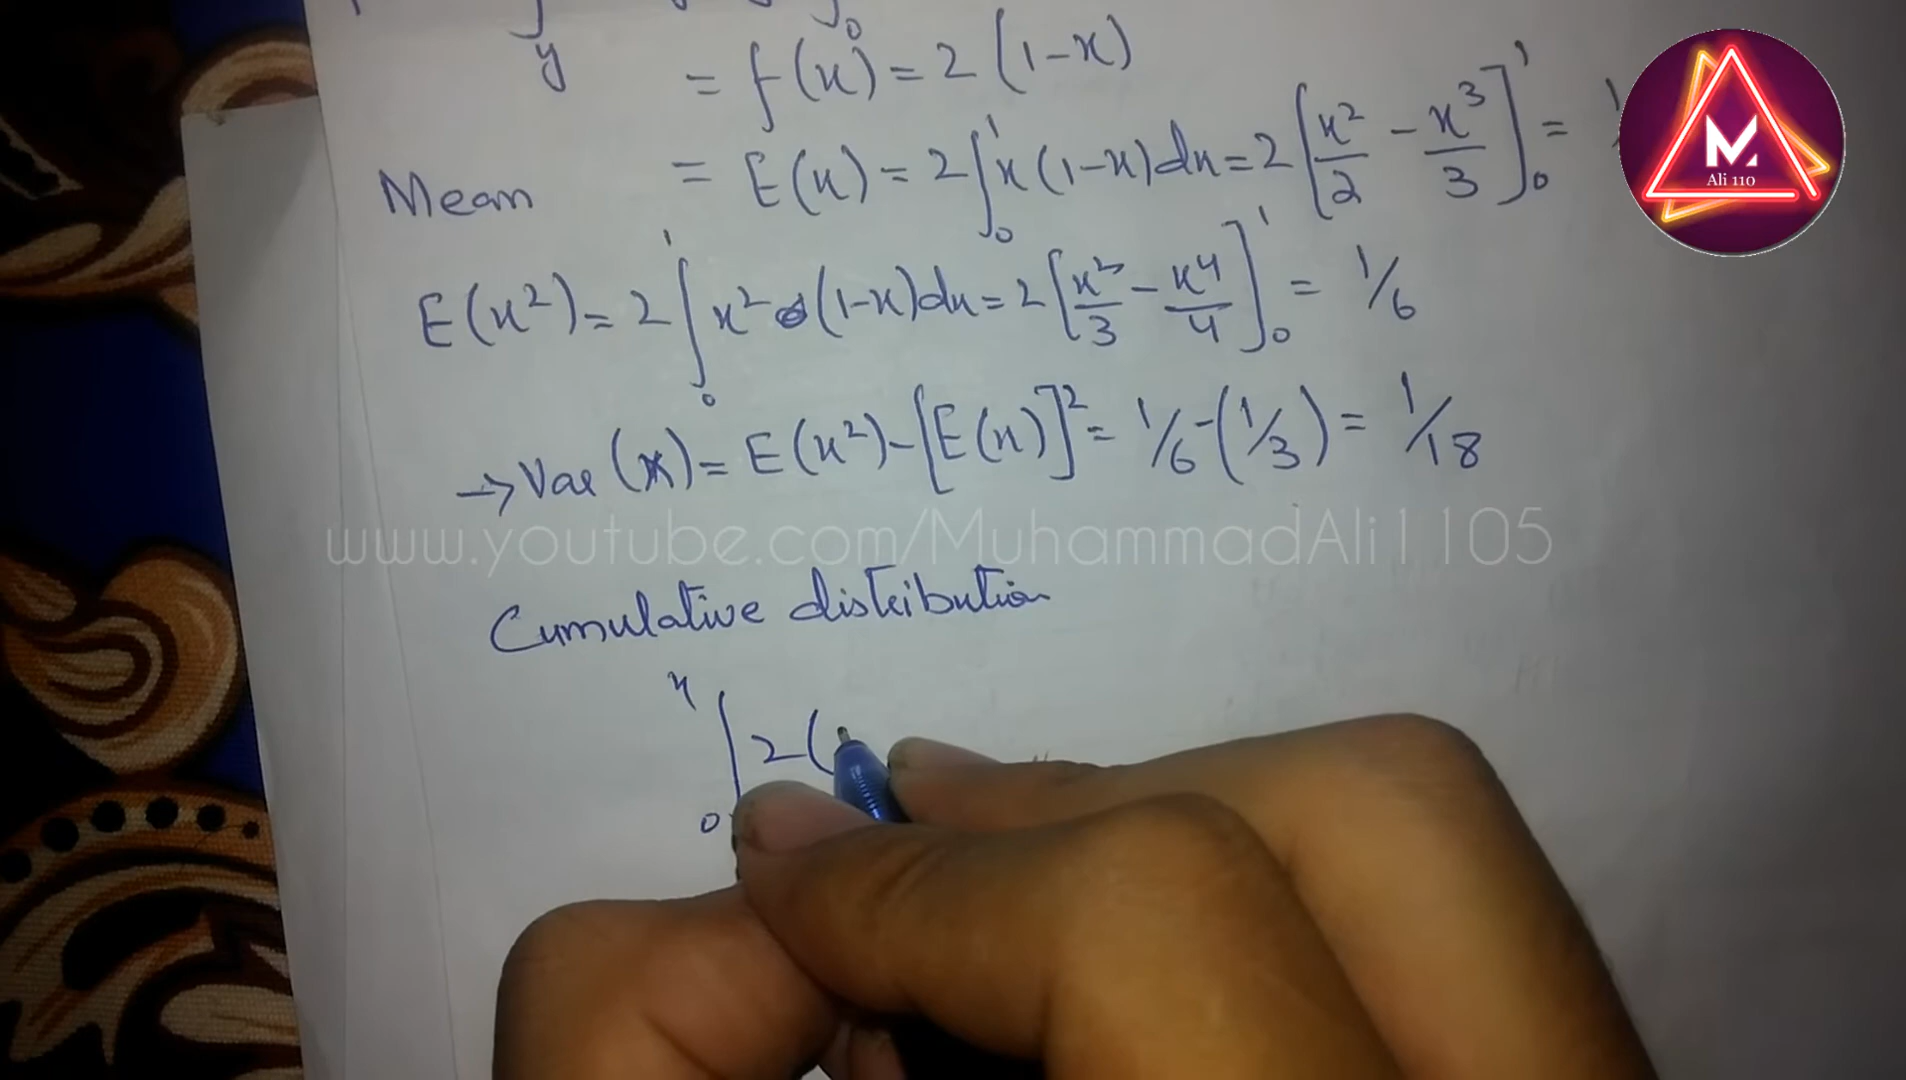 y 0
= f(x) = 2 (1-x)
Mean = E(x) = 2∫₀¹ x(1-x)dx = 2[x²/2 - x³/3]₀¹ =
M.
Ali 110
E(x²) = 2∫₀¹ x² (1-x)dx = 2[x²/3 - x⁴/4]₀¹ = 1/6
→ Var (x) = E(x²) - [E(x)]² = 1/6 - (1/3) = 1/18
www.youtube.com/MuhammadAli1105
Cumulative distribution
∫₀ˣ 2(